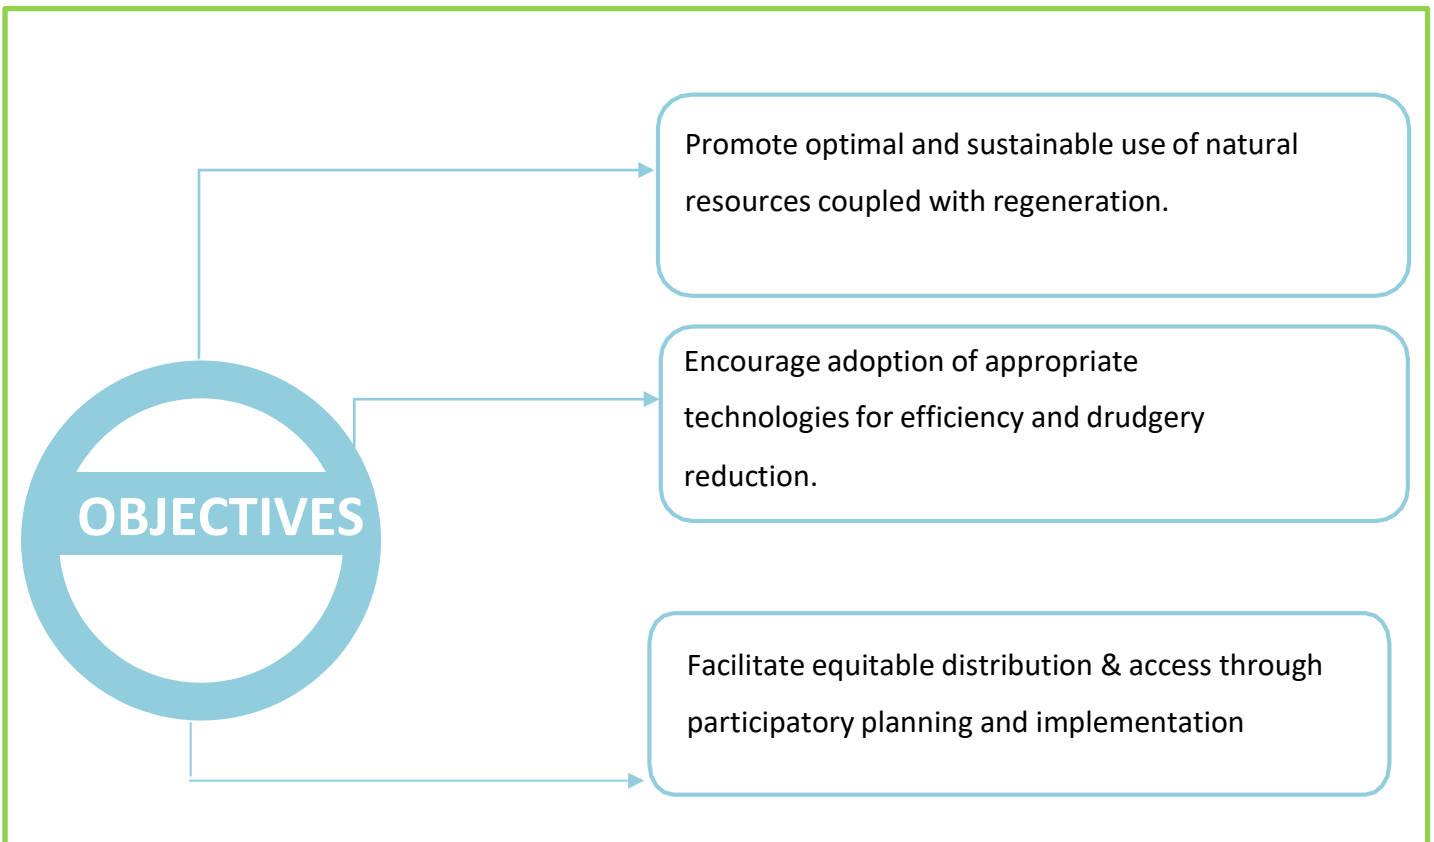 Promote optimal and sustainable use of natural
resources coupled with regeneration.
Encourage adoption of appropriate
technologies for efficiency and drudgery
reduction.
OBJECTIVES
Facilitate equitable distribution & access through
participatory planning and implementation